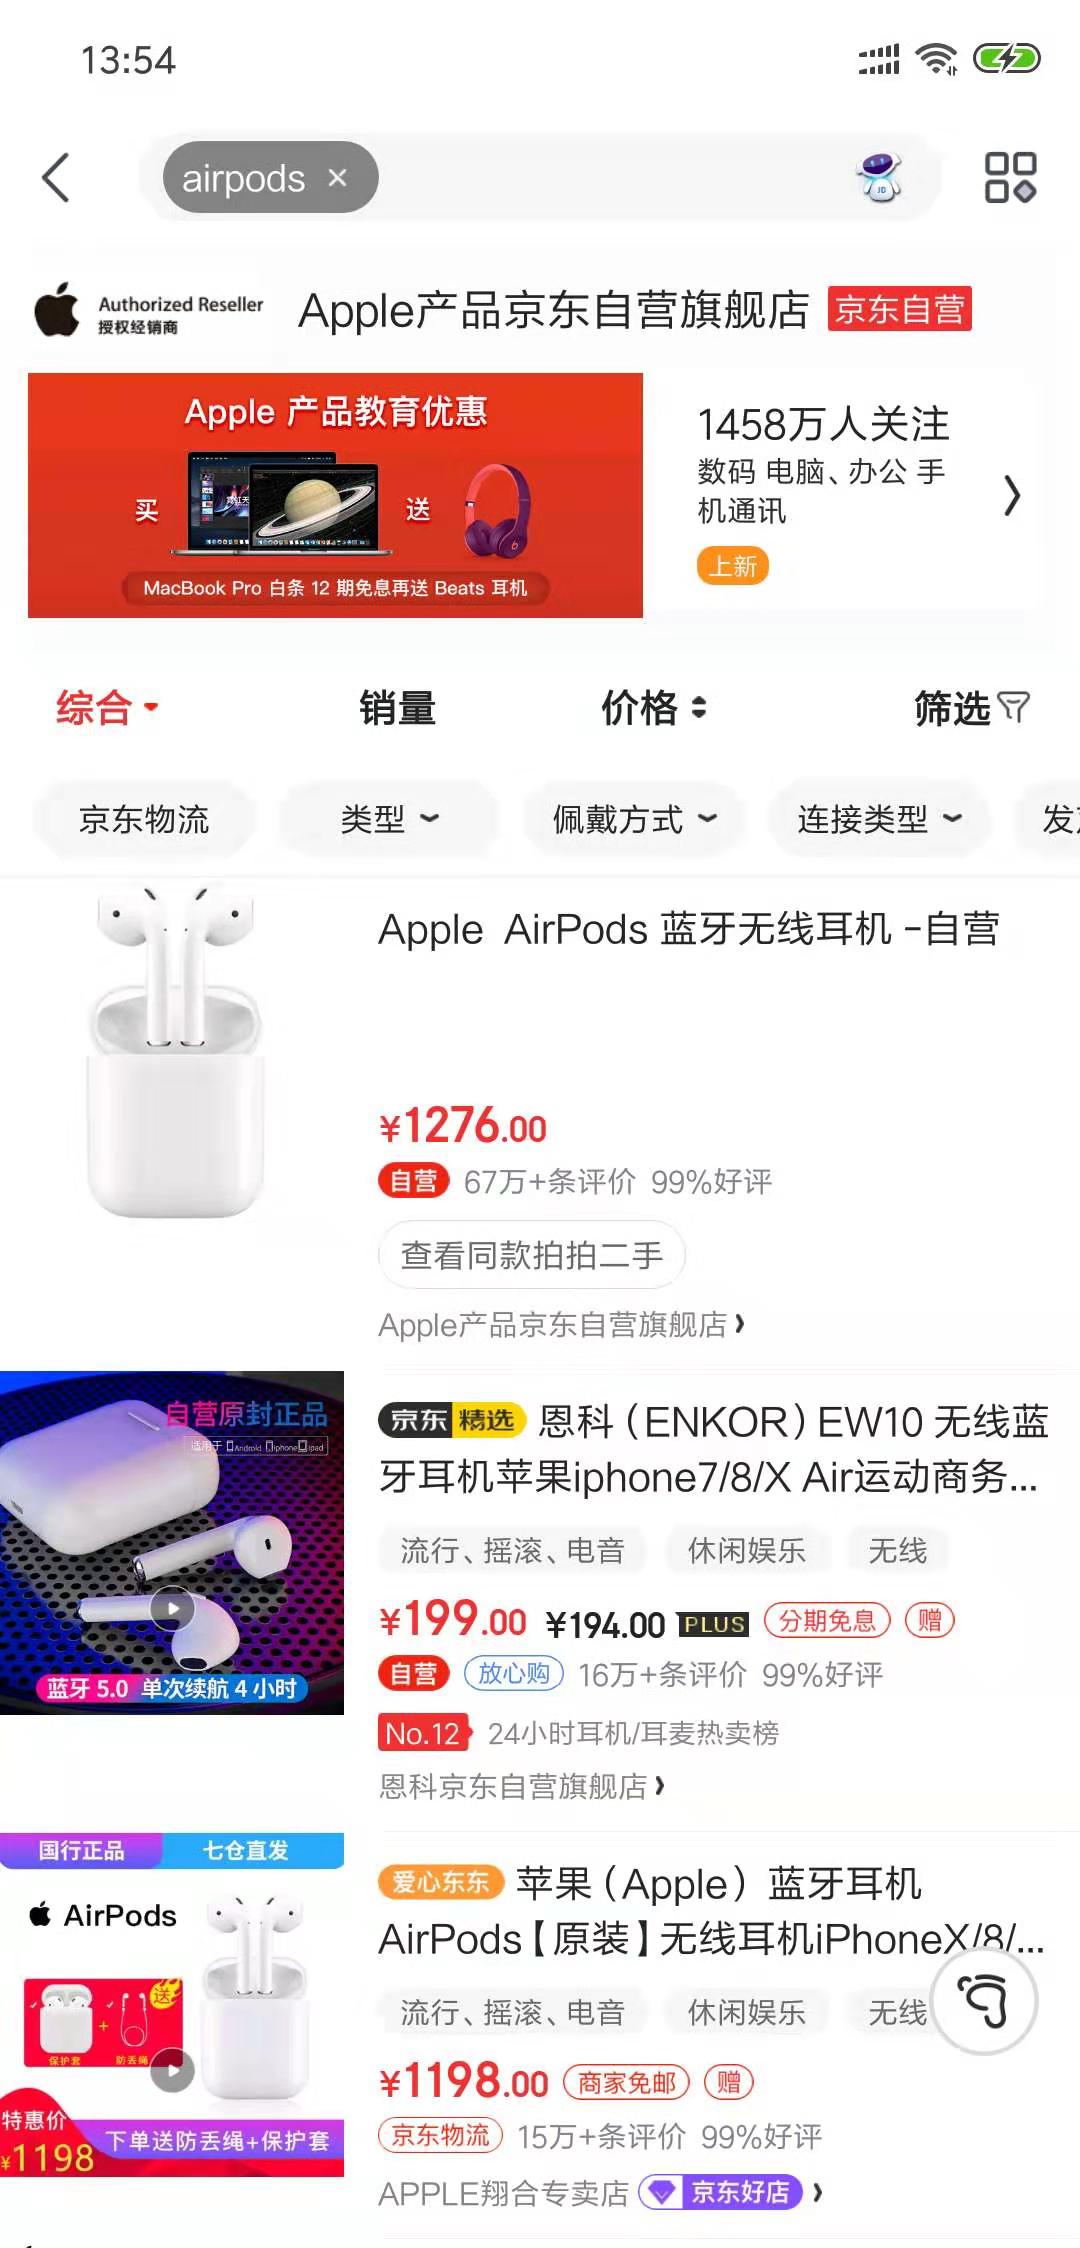 13:54
airpods ×
JD
Authorized Reseller
授权经销商
Apple产品京东自营旗舰店 京东自营
Apple 产品教育优惠
买 送
MacBook Pro 白条 12 期免息再送 Beats 耳机
1458万人关注
数码 电脑、办公 手
机通讯
上新
综合 销量 价格 筛选
京东物流 类型 佩戴方式 连接类型
Apple AirPods 蓝牙无线耳机 -自营
¥1276.00
自营 67万+条评价 99%好评
查看同款拍拍二手
Apple产品京东自营旗舰店
自营原封正品
适用于 Android iphone ipad
蓝牙 5.0 单次续航 4 小时
京东精选 恩科（ENKOR）EW10 无线蓝
牙耳机苹果iphone7/8/X Air运动商务...
流行、摇滚、电音 休闲娱乐 无线
¥199.00 ¥194.00 PLUS 分期免息 赠
自营 放心购 16万+条评价 99%好评
No.12 24小时耳机/耳麦热卖榜
恩科京东自营旗舰店
国行正品 七仓直发
AirPods
送
保护套 + 防丢绳
特惠价
¥1198
下单送防丢绳+保护套
爱心东东 苹果（Apple）蓝牙耳机
AirPods【原装】无线耳机iPhoneX/8/...
流行、摇滚、电音 休闲娱乐 无线
¥1198.00 商家免邮 赠
京东物流 15万+条评价 99%好评
APPLE翔合专卖店 京东好店